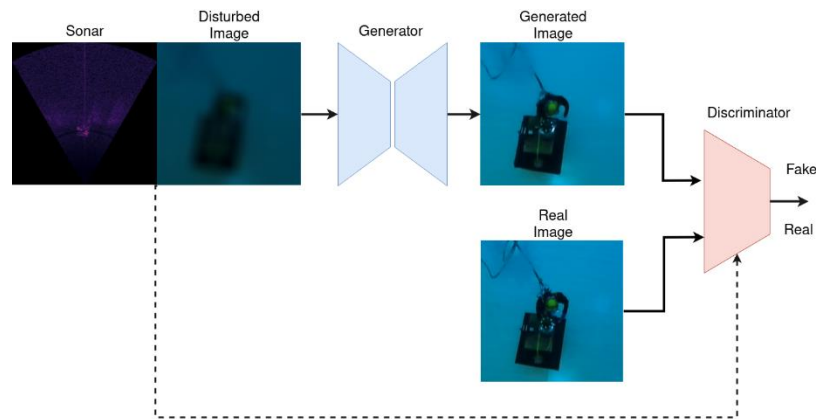 Sonar
Disturbed
Image
Generator
Generated
Image
Discriminator
Fake
Real
Real
Image